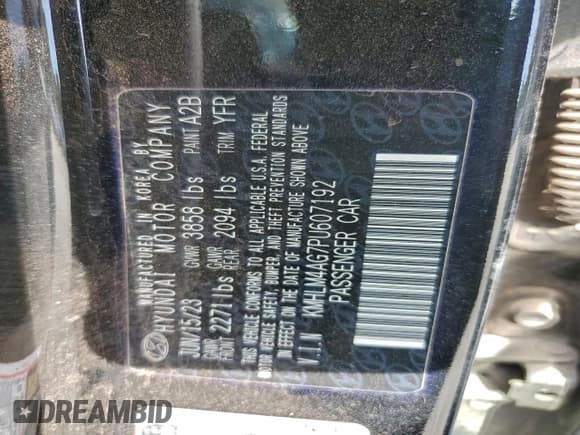 MANUFACTURED IN KOREA BY
HYUNDAI MOTOR COMPANY
JUN/15/23 GVWR 3858 lbs PAINT A2B
GAWR FRONT 2271 lbs GAWR REAR 2094 lbs TRIM YFR
THIS VEHICLE CONFORMS TO ALL APPLICABLE U.S.A. FEDERAL
MOTOR VEHICLE SAFETY, BUMPER, AND THEFT PREVENTION STANDARDS
IN EFFECT ON THE DATE OF MANUFACTURE SHOWN ABOVE
V.I.N KMHLM4AG7PU607192
PASSENGER CAR
DREAMBID